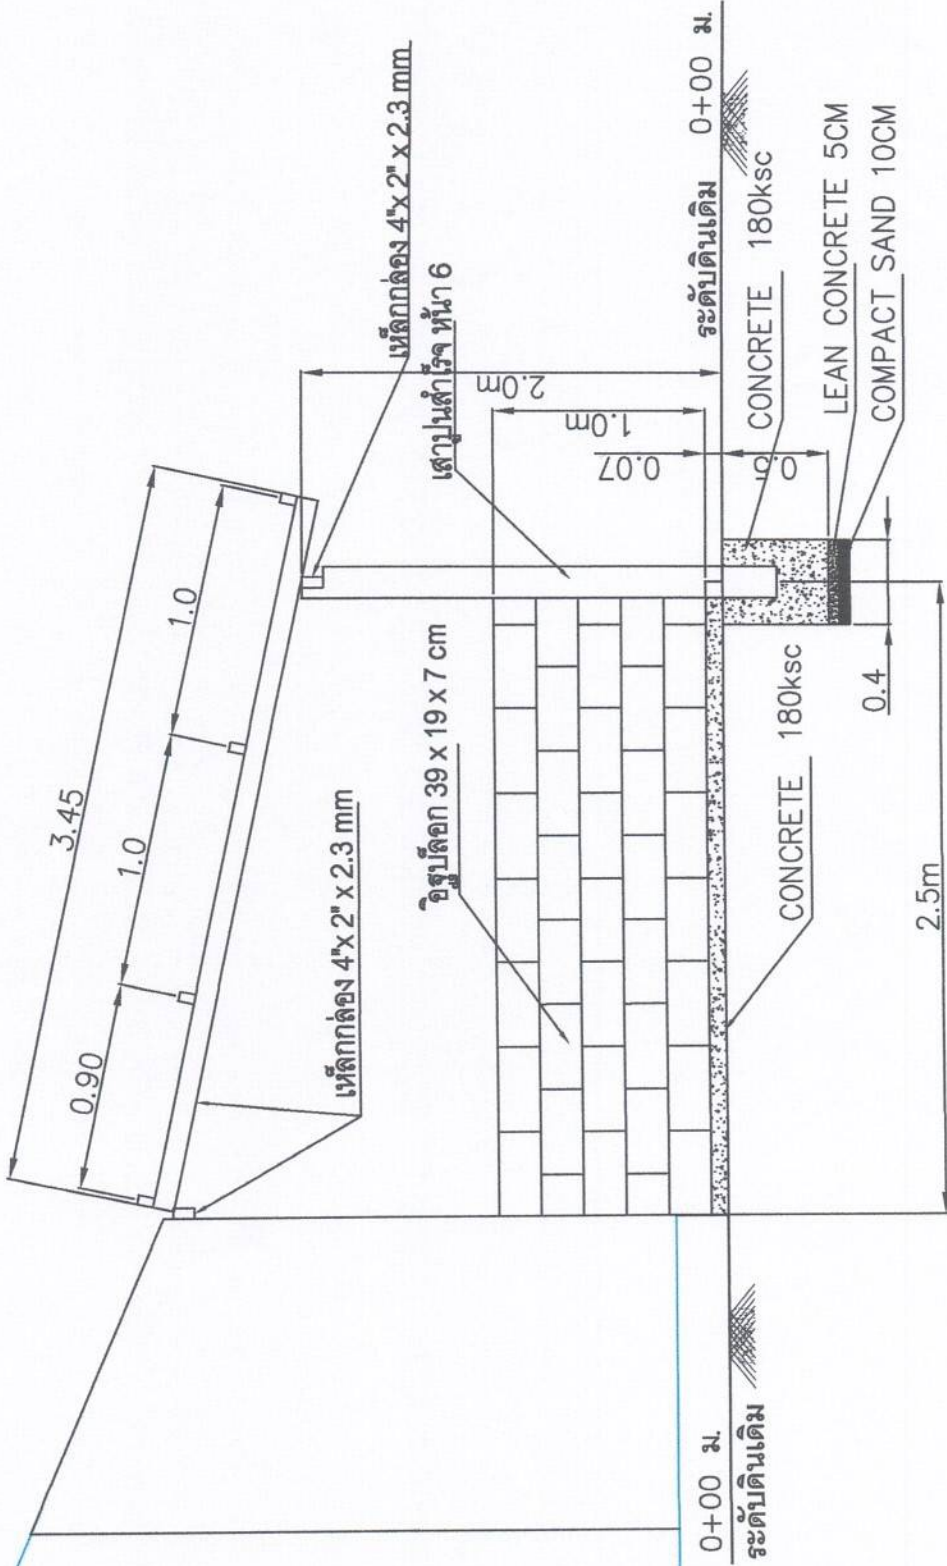 3.45
0.90
1.0
1.0
เหล็กกล่อง 4"x 2" x 2.3 mm
เหล็กกล่อง 4"x 2" x 2.3 mm
อิฐบล๊อก 39 x 19 x 7 cm
เสาปูนสำเร็จ หน้า 6
2.0m
1.0m
0.07
0+00 ม.
ระดับดินเดิม
ระดับดินเดิม
0+00 ม.
CONCRETE 180ksc
CONCRETE 180ksc
LEAN CONCRETE 5CM
COMPACT SAND 10CM
0.4
2.5m